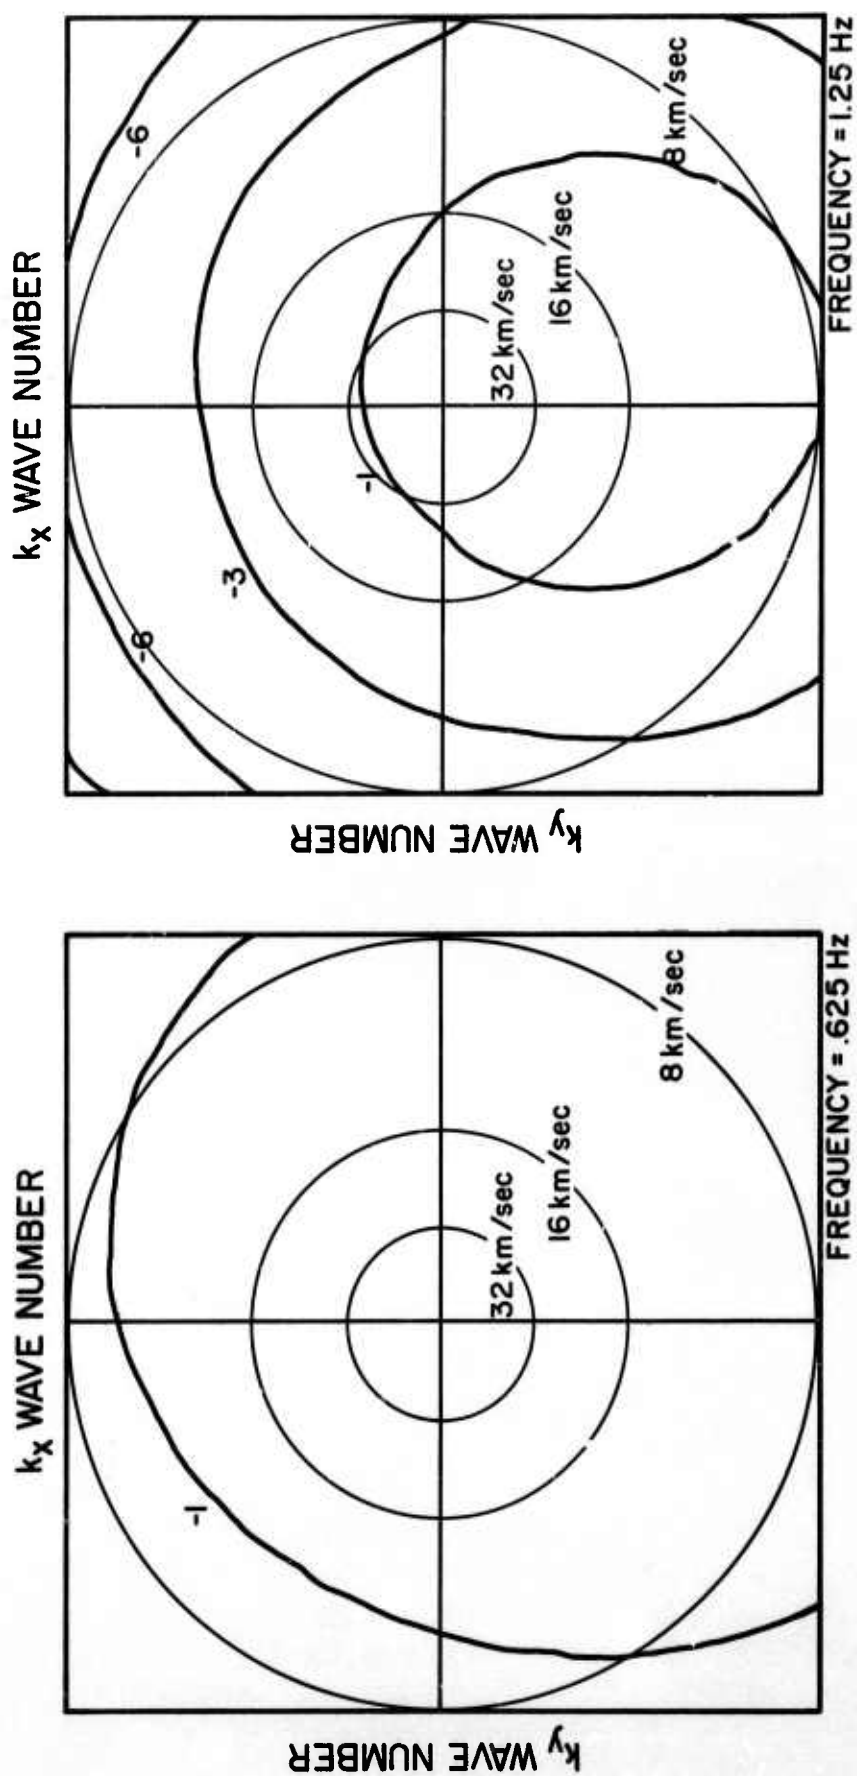 kx WAVE NUMBER
ky WAVE NUMBER
-1
32 km/sec
16 km/sec
8 km/sec
FREQUENCY = .625 Hz
kx WAVE NUMBER
ky WAVE NUMBER
-6
-6
-3
-1
32 km/sec
16 km/sec
8 km/sec
FREQUENCY = 1.25 Hz